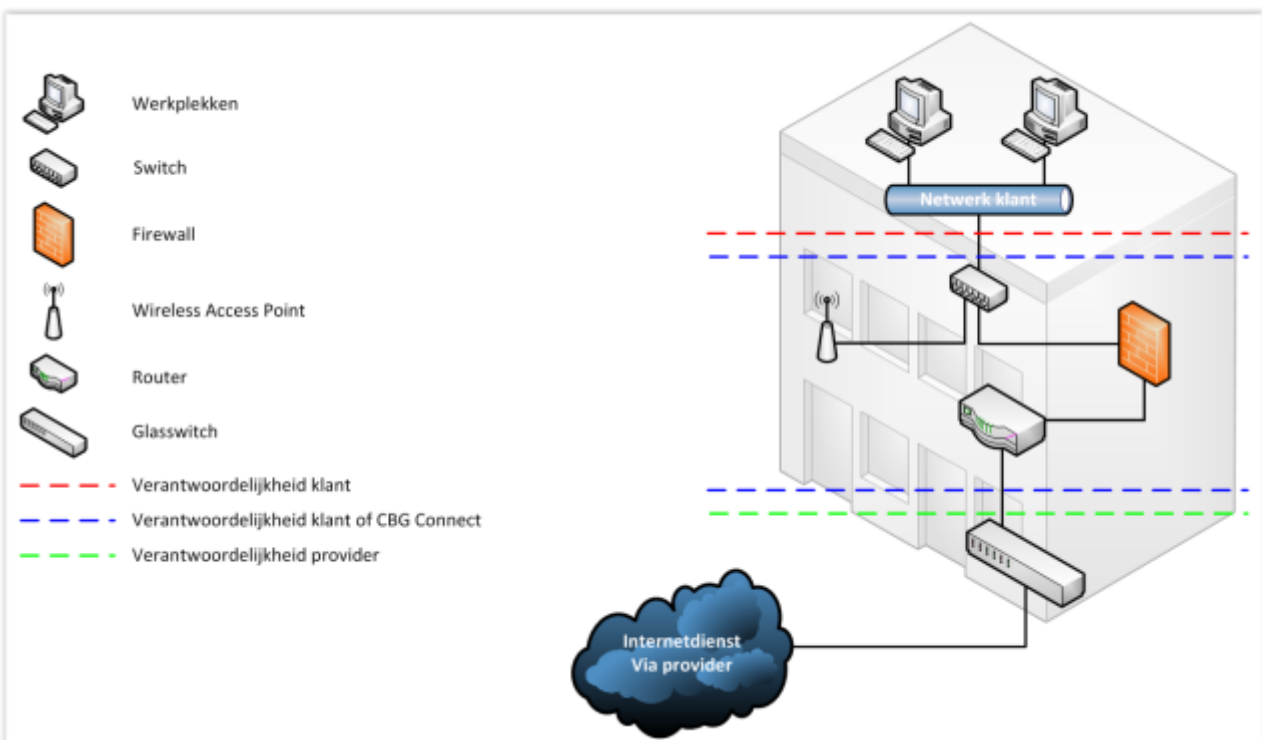 Werkplekken
Switch
Firewall
Wireless Access Point
Router
Glasswitch
Verantwoordelijkheid klant
Verantwoordelijkheid klant of CBG Connect
Verantwoordelijkheid provider
Netwerk klant
Internetdienst
Via provider